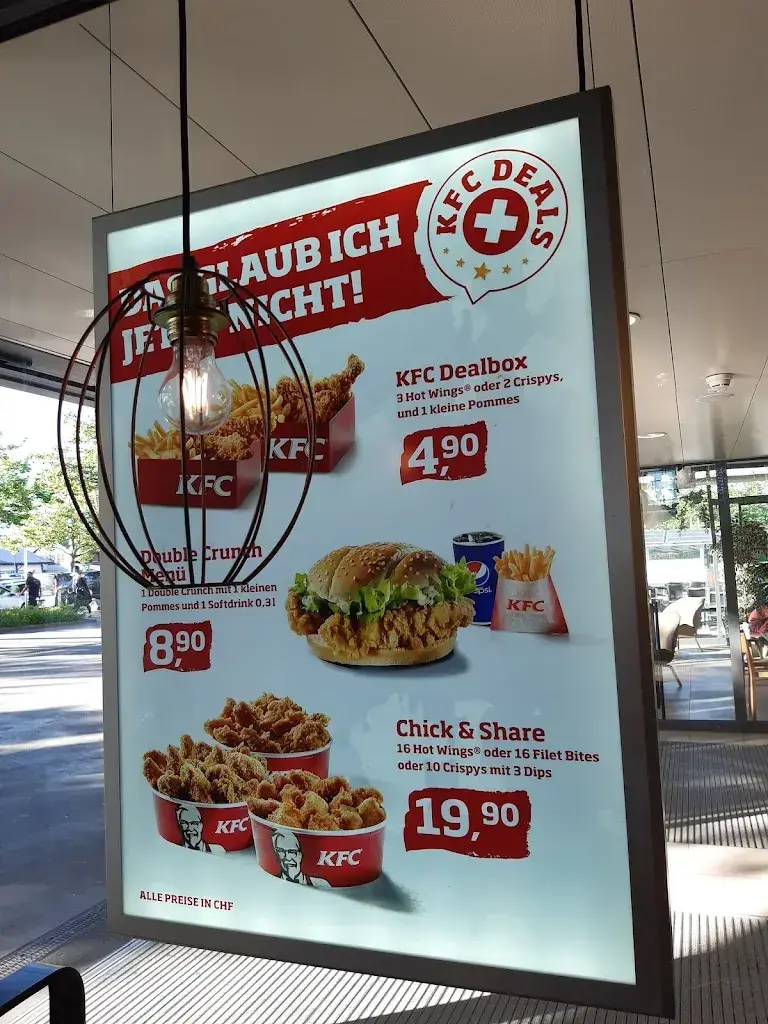 KFC DEALS
GLAUB ICH
NICHT!
KFC Dealbox
3 Hot Wings® oder 2 Crispys,
und 1 kleine Pommes
4,90
KFC
KFC
Double Crunch
Menü
1 Double Crunch mit 1 kleinen
Pommes und 1 Softdrink 0,3l
8,90
pepsi
KFC
Chick & Share
16 Hot Wings® oder 16 Filet Bites
oder 10 Crispys mit 3 Dips
19,90
KFC
KFC
ALLE PREISE IN CHF